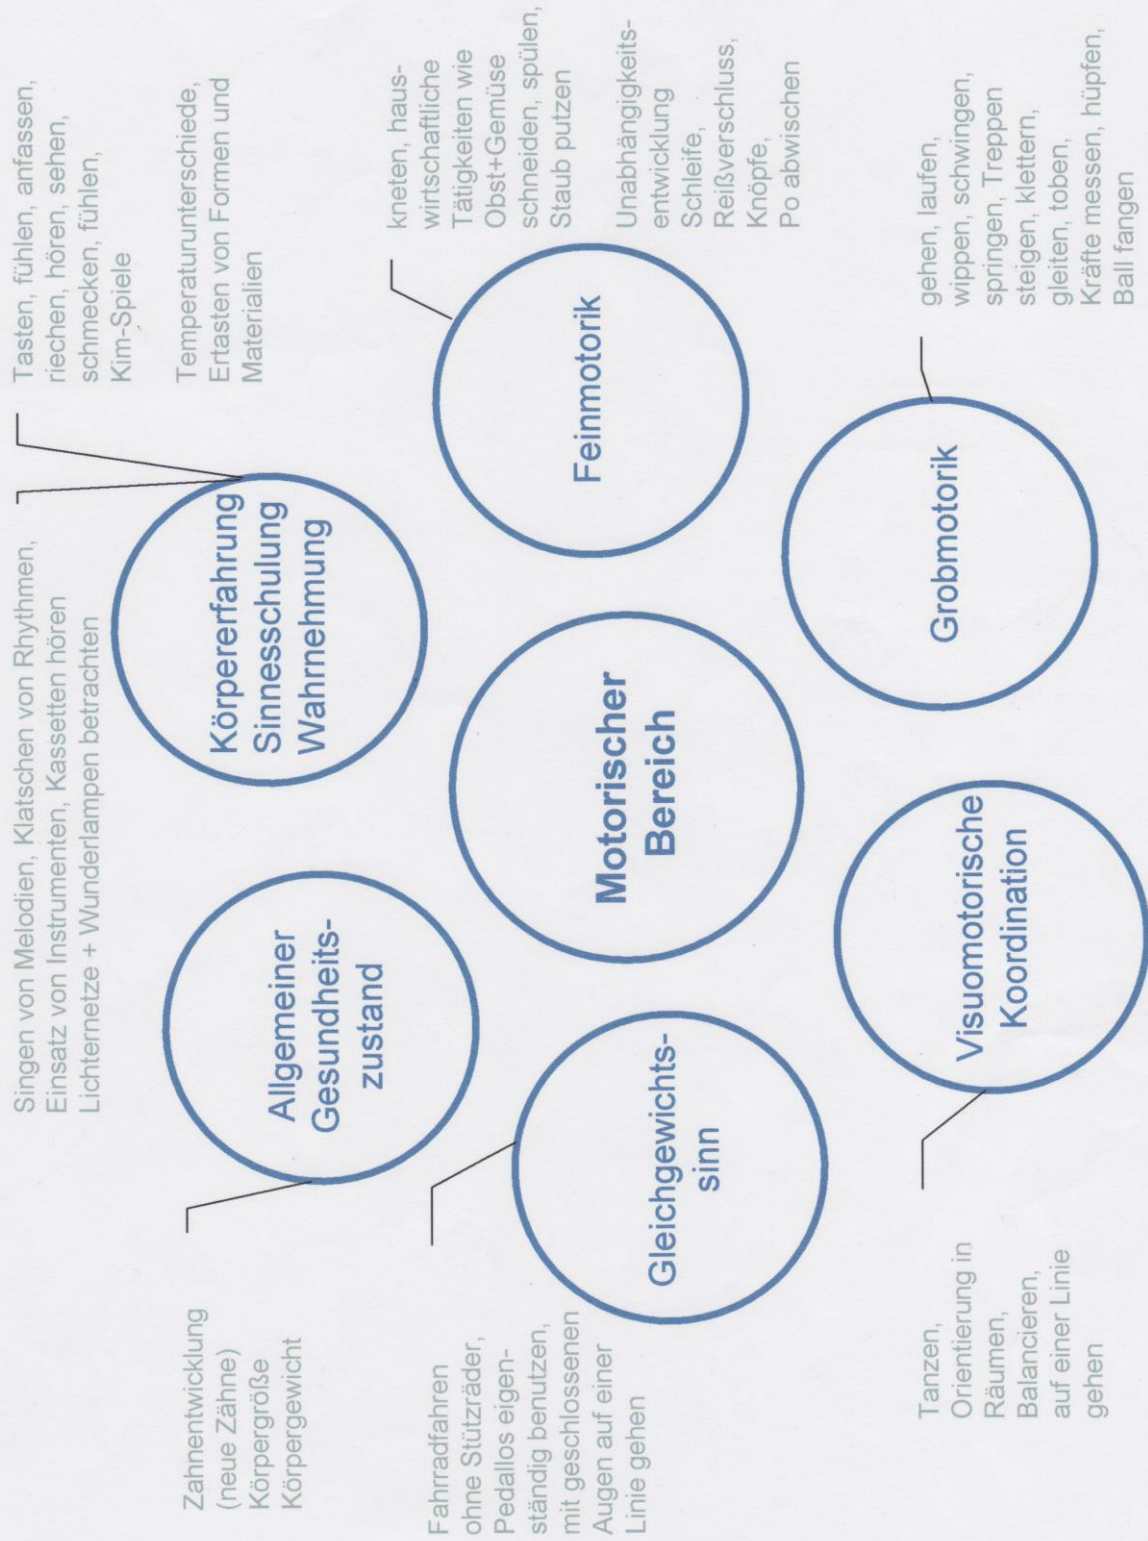 Singen von Melodien, Klatschen von Rhythmen,
Einsatz von Instrumenten, Kassetten hören
Lichternetze + Wunderlampen betrachten
Tasten, fühlen, anfassen,
riechen, hören, sehen,
schmecken, fühlen,
Kim-Spiele
Temperaturunterschiede,
Ertasten von Formen und
Materialien
Zahnentwicklung
(neue Zähne)
Körpergröße
Körpergewicht
Allgemeiner
Gesundheits-
zustand
Körpererfahrung
Sinnesschulung
Wahrnehmung
kneten, haus-
wirtschaftliche
Tätigkeiten wie
Obst+Gemüse
schneiden, spülen,
Staub putzen
Unabhängigkeits-
entwicklung
Schleife,
Reißverschluss,
Knöpfe,
Po abwischen
Fahrradfahren
ohne Stützräder,
Pedallos eigen-
ständig benutzen,
mit geschlossenen
Augen auf einer
Linie gehen
Gleichgewichts-
sinn
Motorischer
Bereich
Feinmotorik
Tanzen,
Orientierung in
Räumen,
Balancieren,
auf einer Linie
gehen
Visuomotorische
Koordination
Grobmotorik
gehen, laufen,
wippen, schwingen,
springen, Treppen
steigen, klettern,
gleiten, toben,
Kräfte messen, hüpfen,
Ball fangen